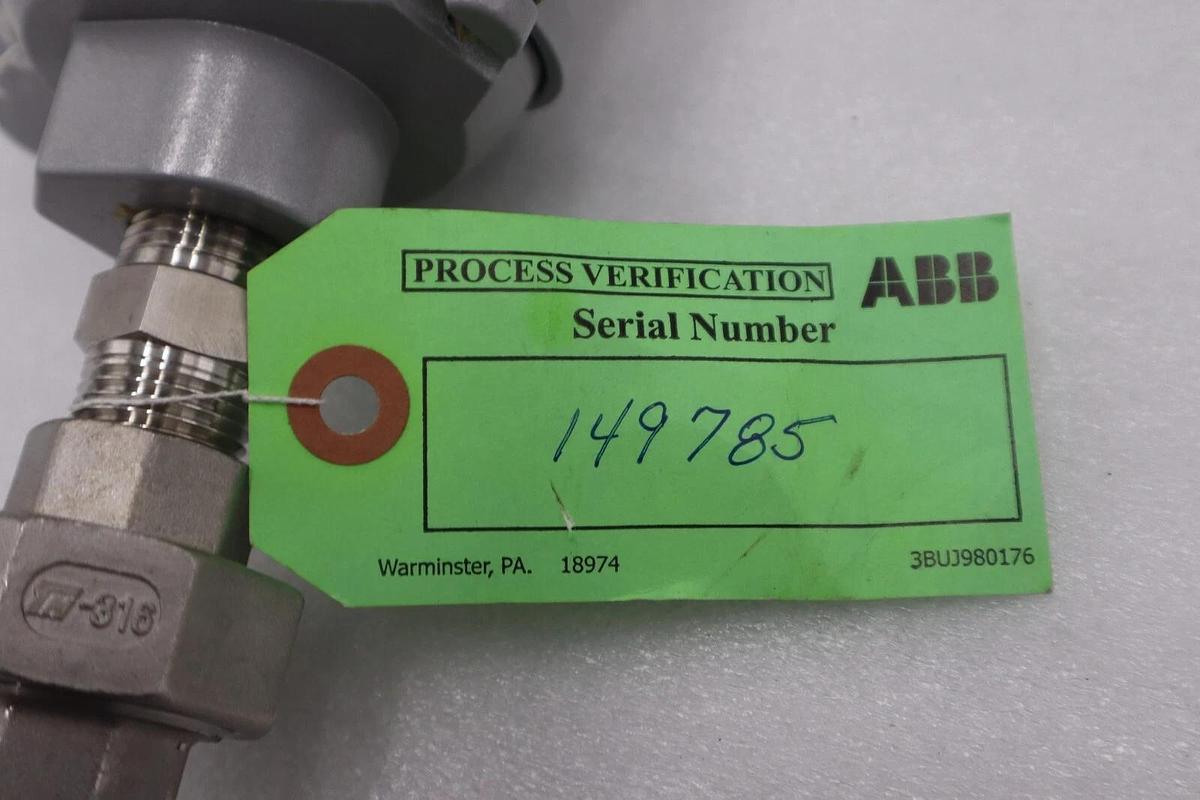 PROCESS VERIFICATION
ABB
Serial Number
149785
Warminster, PA. 18974
3BUJ980176
-316